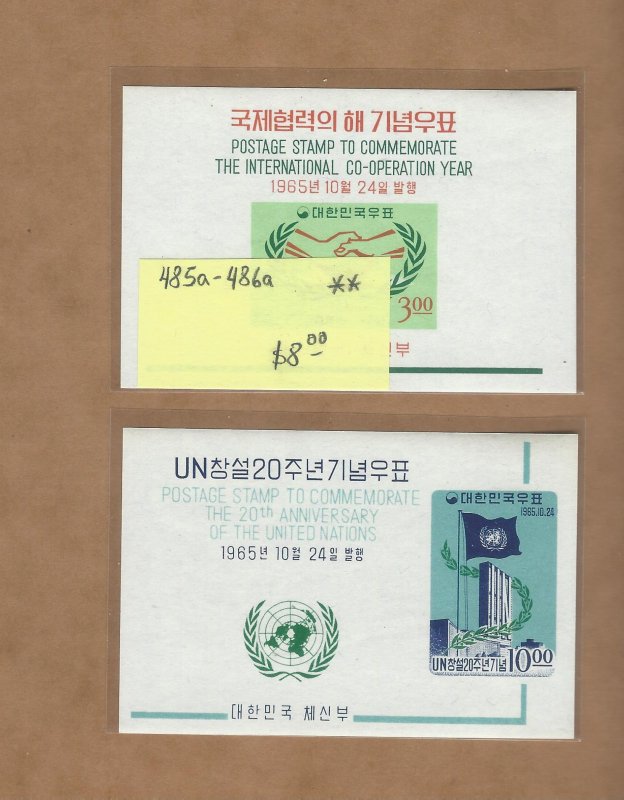 국제협력의 해 기념우표
POSTAGE STAMP TO COMMEMORATE
THE INTERNATIONAL CO-OPERATION YEAR
1965년 10월 24일 발행
대한민국우표
485a-486a **
3 00
$8 00
부
UN창설20주년기념우표
POSTAGE STAMP TO COMMEMORATE
THE 20th ANNIVERSARY
OF THE UNITED NATIONS
1965년 10월 24일 발행
대한민국우표
1965.10.24
UN창설20주년기념 10 00
대한민국 체신부